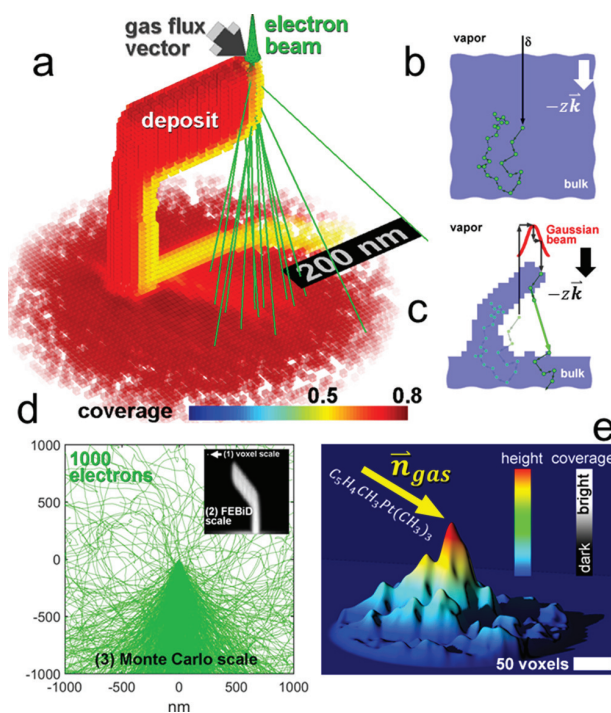 a
gas flux
vector
electron
beam
deposit
200 nm
coverage
0.5
0.8
b
vapor
δ
-zk⃗
bulk
c
vapor
Gaussian
beam
-zk⃗
bulk
d
1000
electrons
(1) voxel scale
(2) FEBiD
scale
(3) Monte Carlo scale
1000
500
0
-500
-1000
-1000
-500
0
500
1000
nm
e
n⃗gas
C₅H₄CH₃Pt(CH₃)₃
height
coverage
bright
dark
50 voxels